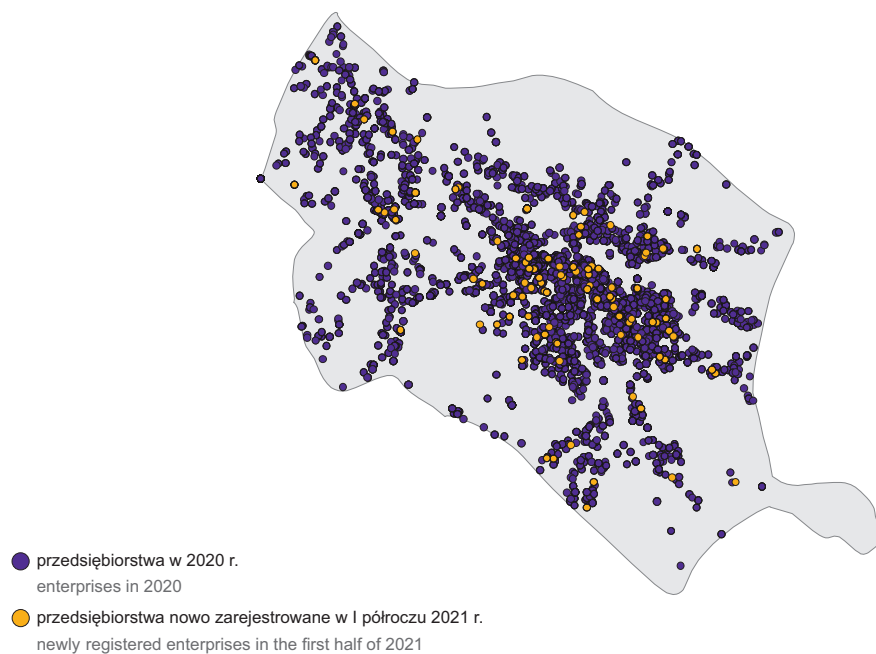 przedsiębiorstwa w 2020 r.
enterprises in 2020
przedsiębiorstwa nowo zarejestrowane w I półroczu 2021 r.
newly registered enterprises in the first half of 2021